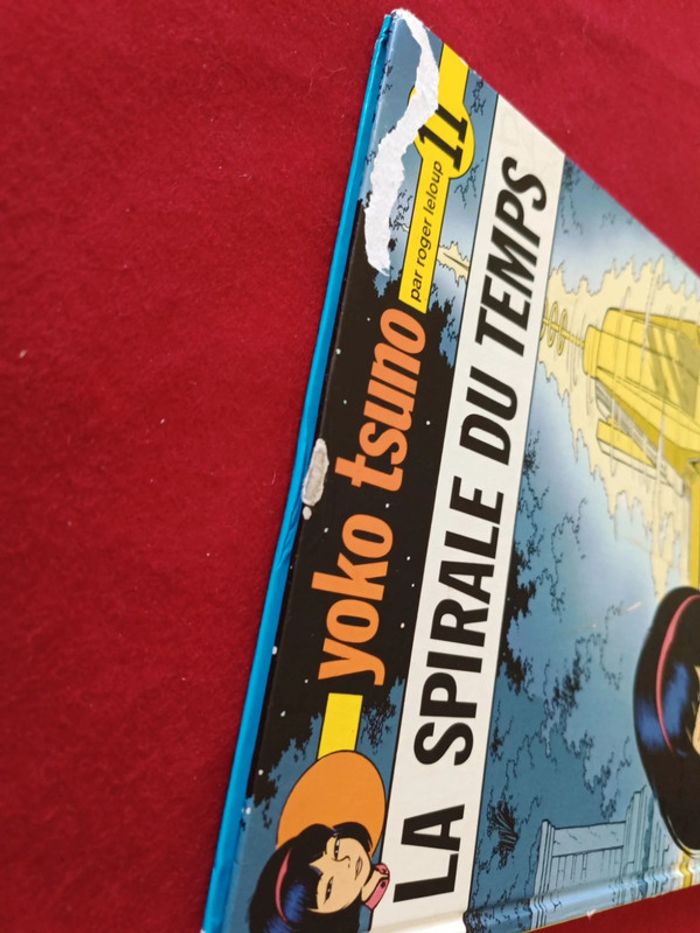 yoko tsuno
par roger leloup
11
LA SPIRALE DU TEMPS